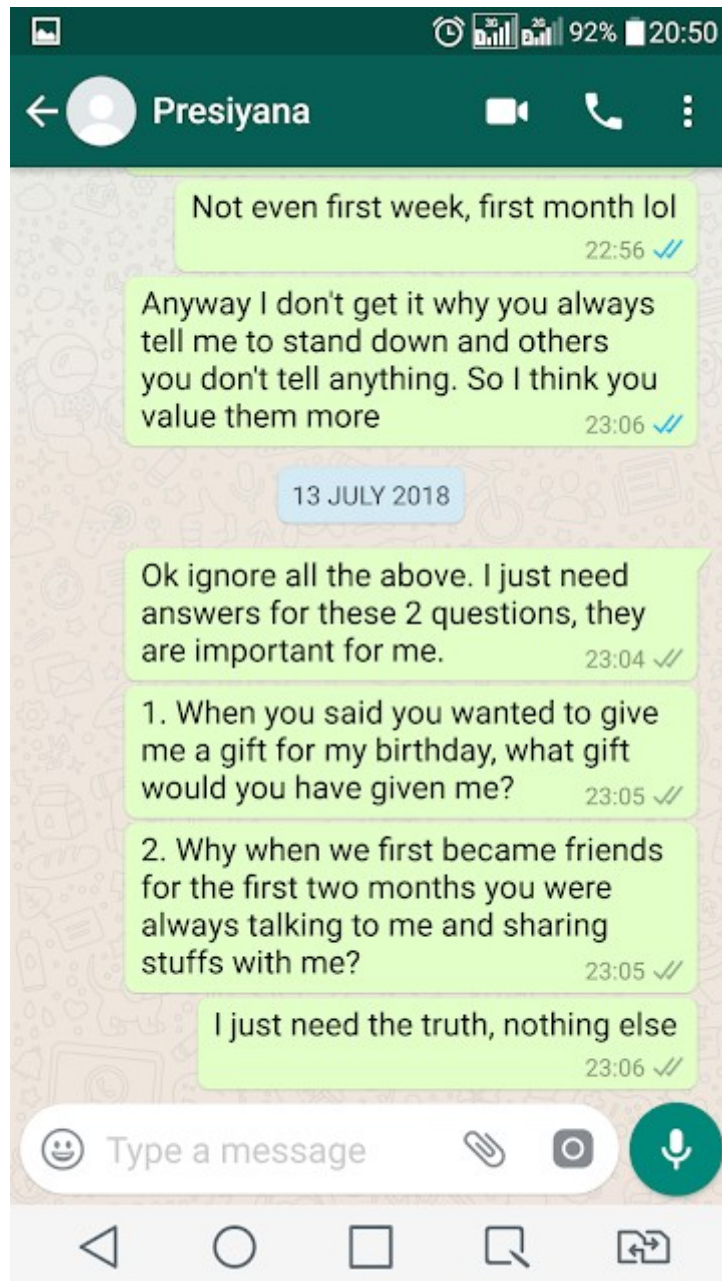 92% 20:50
Presiyana
Not even first week, first month lol
22:56
Anyway I don't get it why you always
tell me to stand down and others
you don't tell anything. So I think you
value them more
23:06
13 JULY 2018
Ok ignore all the above. I just need
answers for these 2 questions, they
are important for me.
23:04
1. When you said you wanted to give
me a gift for my birthday, what gift
would you have given me?
23:05
2. Why when we first became friends
for the first two months you were
always talking to me and sharing
stuffs with me?
23:05
I just need the truth, nothing else
23:06
Type a message